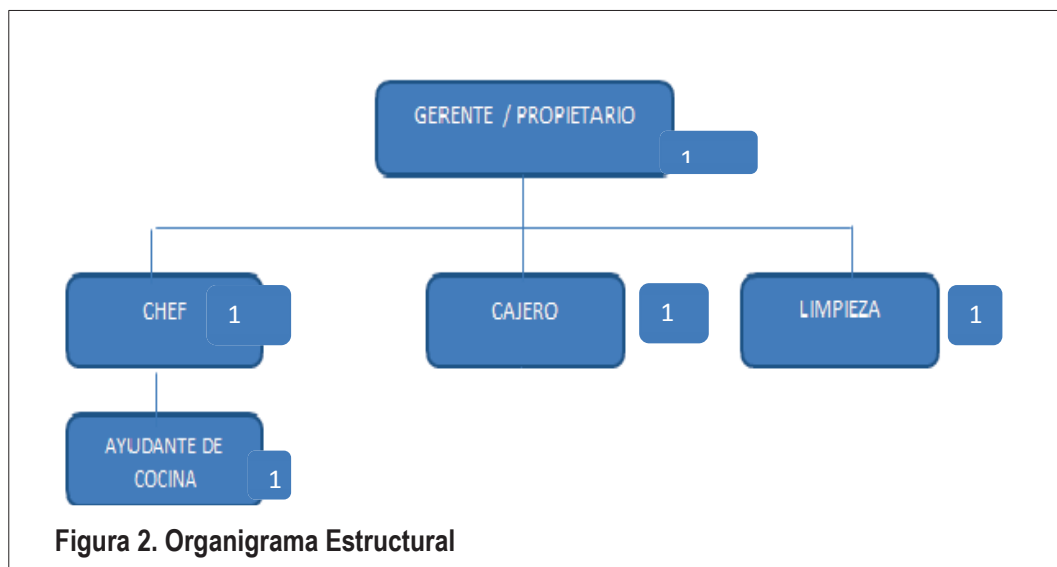 GERENTE / PROPIETARIO
1
CHEF
1
CAJERO
1
LIMPIEZA
1
AYUDANTE DE
COCINA
1
Figura 2. Organigrama Estructural